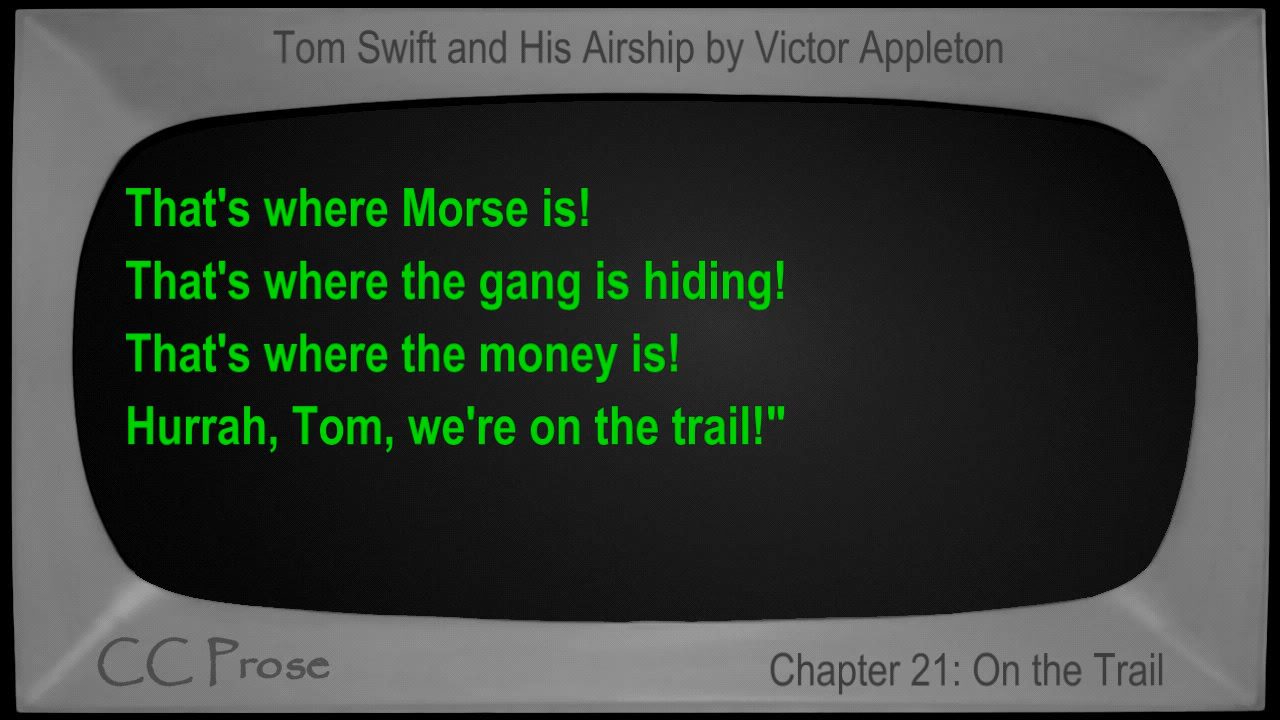 Tom Swift and His Airship by Victor Appleton
That's where Morse is!
That's where the gang is hiding!
That's where the money is!
Hurrah, Tom, we're on the trail!"
CC Prose
Chapter 21: On the Trail